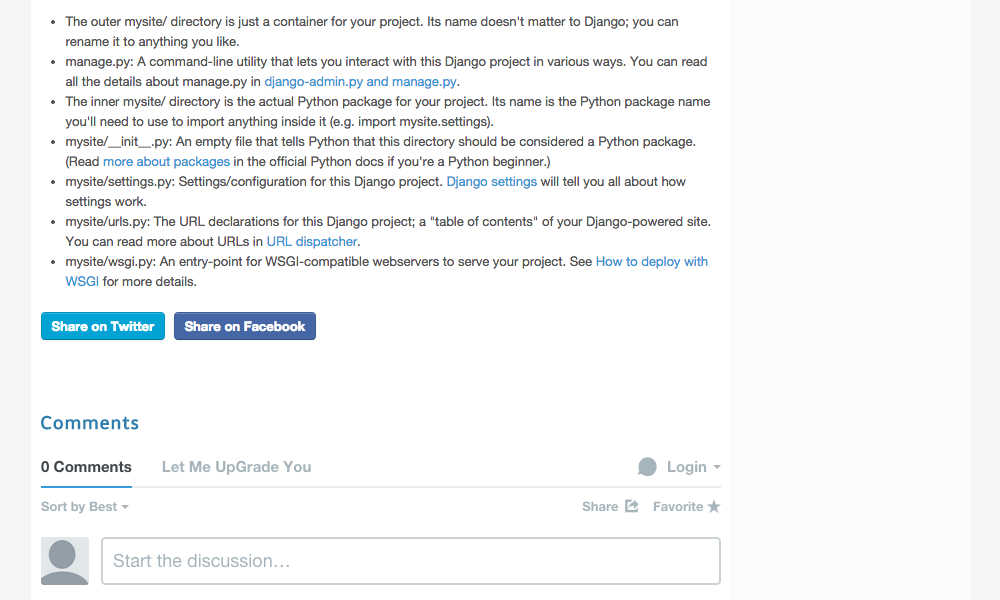 The outer mysite/ directory is just a container for your project. Its name doesn't matter to Django; you can
rename it to anything you like.
manage.py: A command-line utility that lets you interact with this Django project in various ways. You can read
all the details about manage.py in django-admin.py and manage.py.
The inner mysite/ directory is the actual Python package for your project. Its name is the Python package name
you'll need to use to import anything inside it (e.g. import mysite.settings).
mysite/__init__.py: An empty file that tells Python that this directory should be considered a Python package.
(Read more about packages in the official Python docs if you're a Python beginner.)
mysite/settings.py: Settings/configuration for this Django project. Django settings will tell you all about how
settings work.
mysite/urls.py: The URL declarations for this Django project; a "table of contents" of your Django-powered site.
You can read more about URLs in URL dispatcher.
mysite/wsgi.py: An entry-point for WSGI-compatible webservers to serve your project. See How to deploy with
WSGI for more details.
Share on Twitter Share on Facebook
Comments
0 Comments Let Me UpGrade You Login
Sort by Best Share Favorite
Start the discussion...